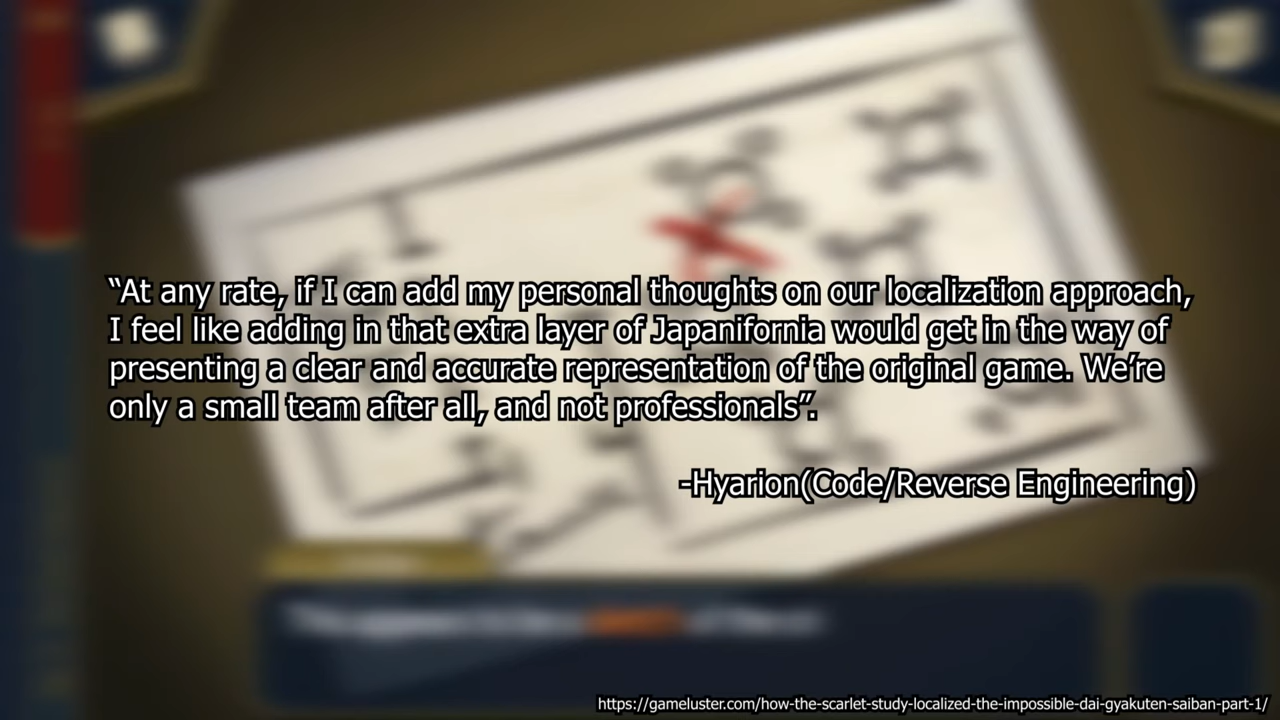 “At any rate, if I can add my personal thoughts on our localization approach,
I feel like adding in that extra layer of Japanifornia would get in the way of
presenting a clear and accurate representation of the original game. We’re
only a small team after all, and not professionals”.
-Hyarion(Code/Reverse Engineering)
https://gameluster.com/how-the-scarlet-study-localized-the-impossible-dai-gyakuten-saiban-part-1/